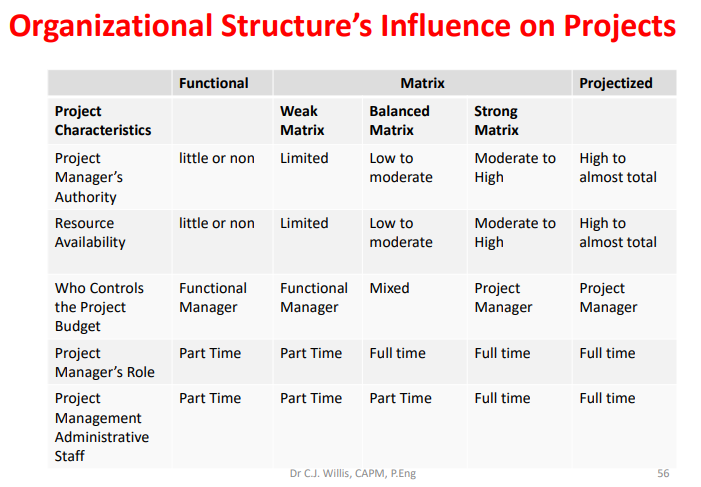 Organizational Structure's Influence on Projects
Functional Matrix Projectized
Project Characteristics Weak Matrix Balanced Matrix Strong Matrix
Project Manager's Authority little or non Limited Low to moderate Moderate to High High to almost total
Resource Availability little or non Limited Low to moderate Moderate to High High to almost total
Who Controls the Project Budget Functional Manager Functional Manager Mixed Project Manager Project Manager
Project Manager's Role Part Time Part Time Full time Full time Full time
Project Management Administrative Staff Part Time Part Time Part Time Full time Full time
Dr C.J. Willis, CAPM, P.Eng 56